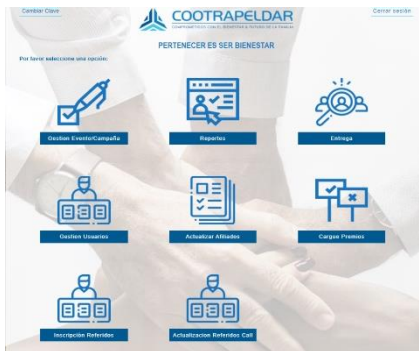 Cambiar Clave
Cerrar sesión
COOTRAPELDAR
PERTENECER ES SER BIENESTAR
Por favor seleccione una opción:
Gestion Evento/Campaña
Reportes
Entrega
Gestion Usuarios
Actualizar Afiliados
Cargue Premios
Inscripción Referidos
Actualizacion Referidos Call